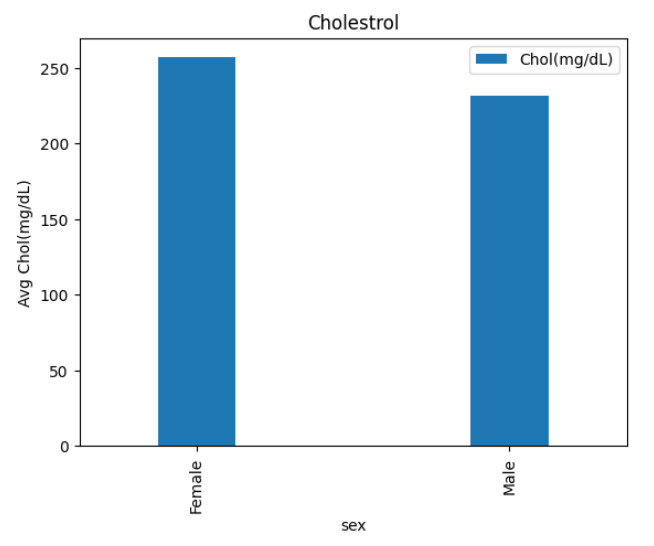 Cholestrol
Chol(mg/dL)
Avg Chol(mg/dL)
250
200
150
100
50
0
Female
Male
sex